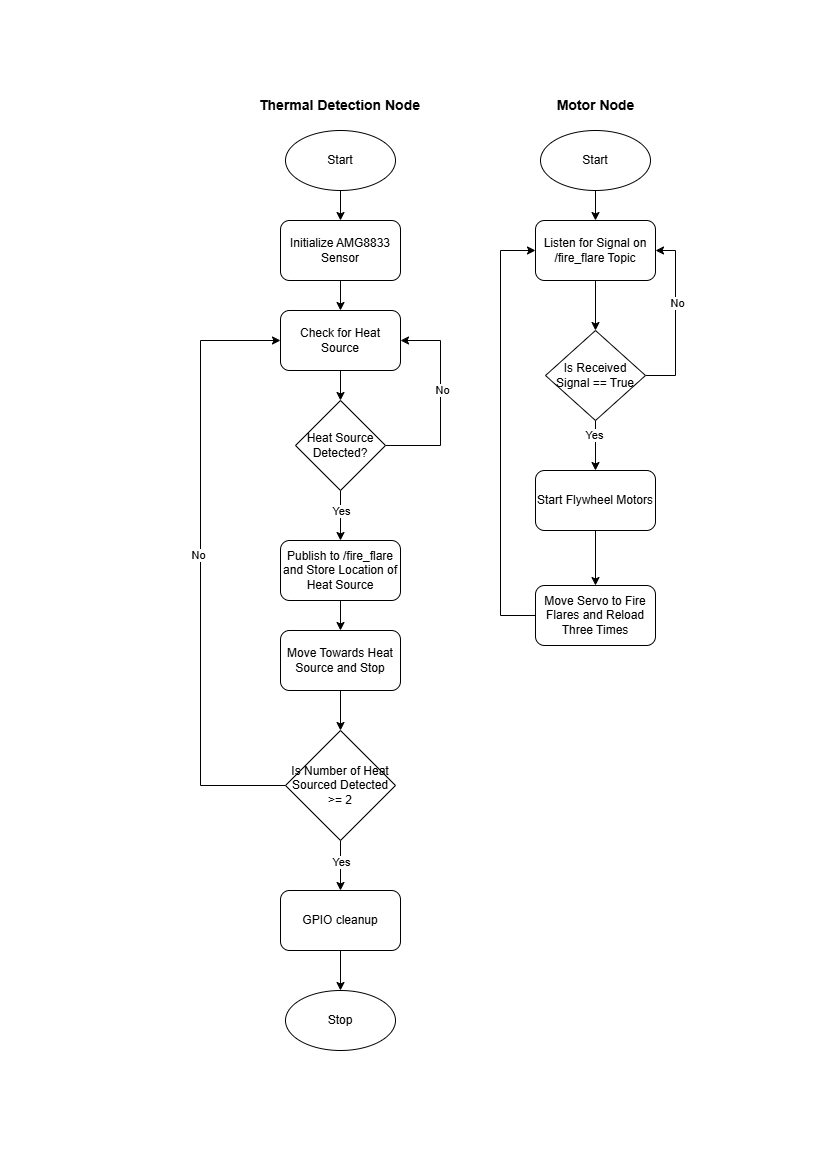 Thermal Detection Node
Start
Initialize AMG8833
Sensor
Check for Heat
Source
No
Heat Source
Detected?
Yes
Publish to /fire_flare
and Store Location of
Heat Source
No
Move Towards Heat
Source and Stop
Is Number of Heat
Sourced Detected
>= 2
Yes
GPIO cleanup
Stop
Motor Node
Start
Listen for Signal on
/fire_flare Topic
No
Is Received
Signal == True
Yes
Start Flywheel Motors
Move Servo to Fire
Flares and Reload
Three Times